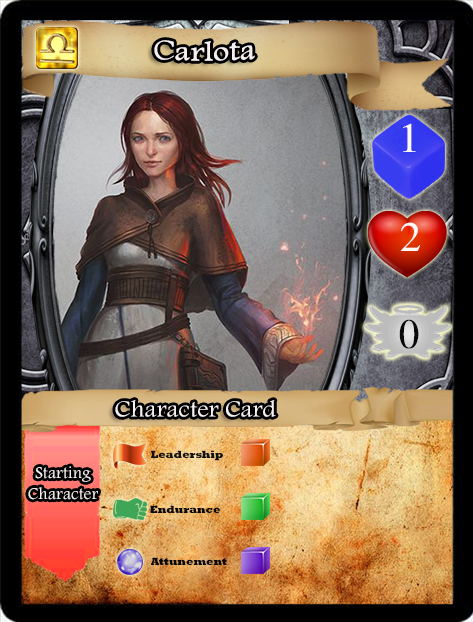 Carlota
1
2
0
Character Card
Starting
Character
Leadership
Endurance
Attunement